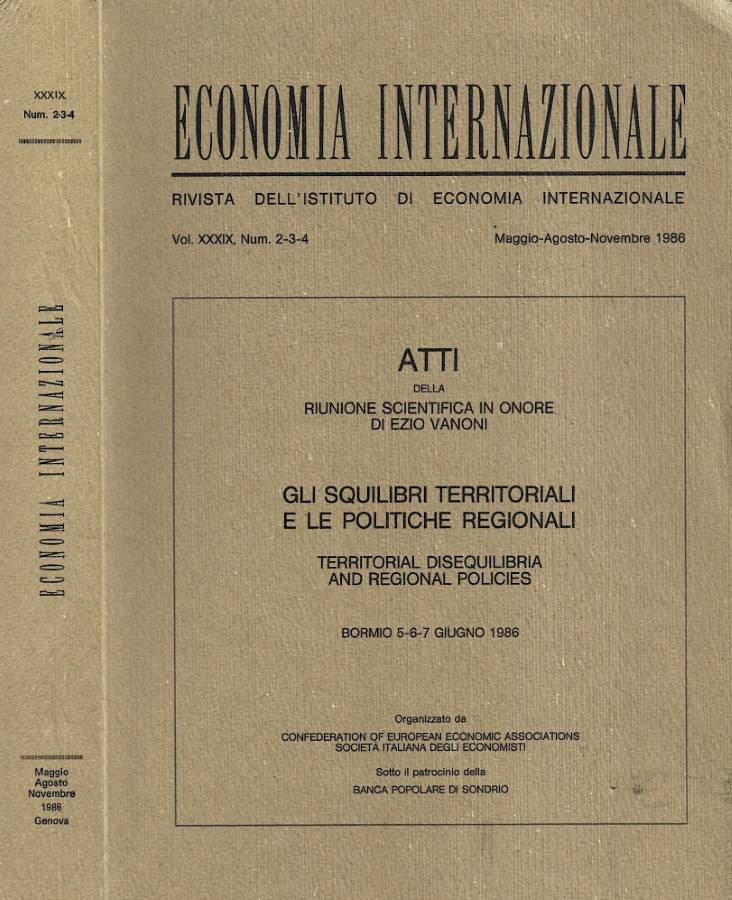 XXXIX
Num. 2-3-4
ECONOMIA INTERNAZIONALE
Maggio
Agosto
Novembre
1986
Genova
ECONOMIA INTERNAZIONALE
RIVISTA DELL'ISTITUTO DI ECONOMIA INTERNAZIONALE
Vol. XXXIX, Num. 2-3-4 Maggio-Agosto-Novembre 1986
ATTI
DELLA
RIUNIONE SCIENTIFICA IN ONORE
DI EZIO VANONI
GLI SQUILIBRI TERRITORIALI
E LE POLITICHE REGIONALI
TERRITORIAL DISEQUILIBRIA
AND REGIONAL POLICIES
BORMIO 5-6-7 GIUGNO 1986
Organizzato da
CONFEDERATION OF EUROPEAN ECONOMIC ASSOCIATIONS
SOCIETÀ ITALIANA DEGLI ECONOMISTI
Sotto il patrocinio della
BANCA POPOLARE DI SONDRIO